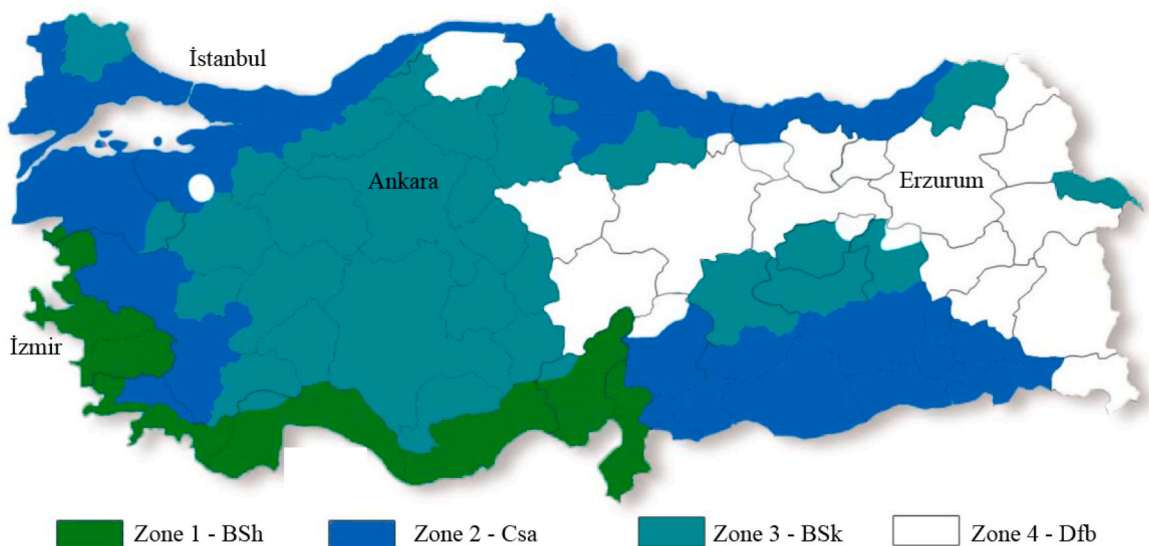 İstanbul
Ankara
Erzurum
İzmir
Zone 1 - BSh
Zone 2 - Csa
Zone 3 - BSk
Zone 4 - Dfb